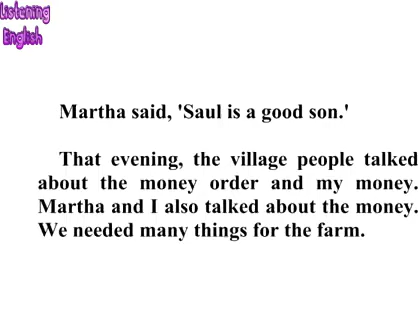 Listening
English
Martha said, 'Saul is a good son.'
That evening, the village people talked
about the money order and my money.
Martha and I also talked about the money.
We needed many things for the farm.